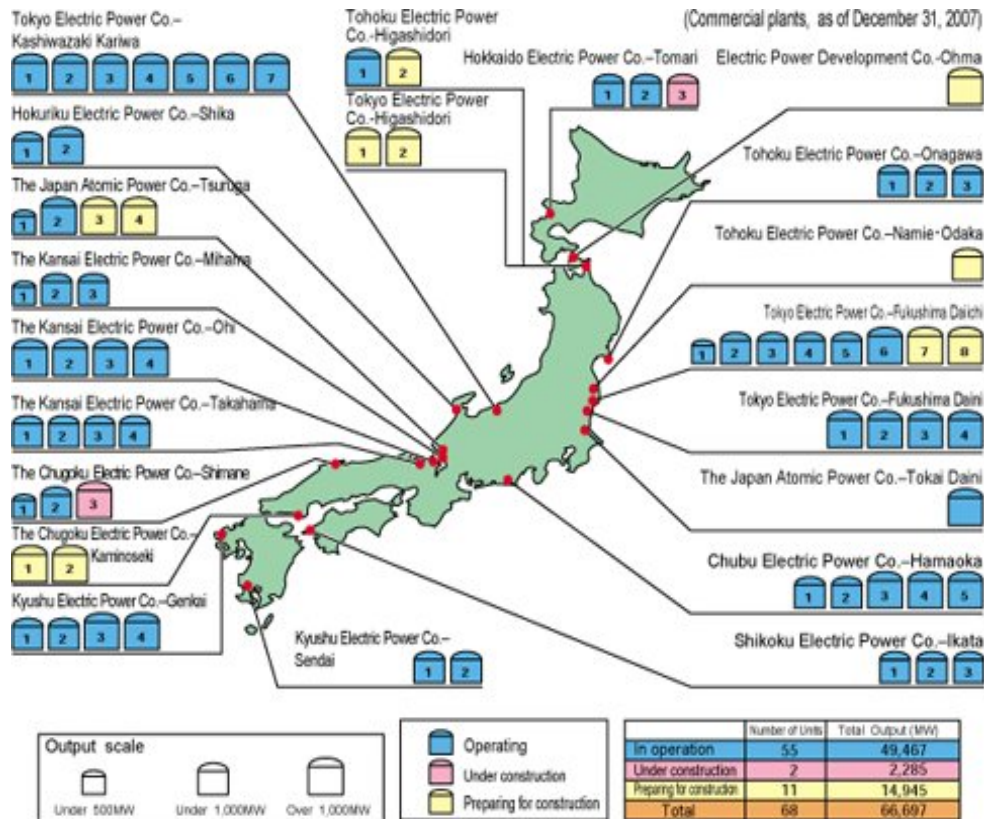 (Commercial plants, as of December 31, 2007)
Tokyo Electric Power Co.–
Kashiwazaki Kariwa
1 2 3 4 5 6 7
Tohoku Electric Power
Co.-Higashidori
1 2
Hokkaido Electric Power Co.–Tomari
1 2 3
Electric Power Development Co.-Ohma
Hokuriku Electric Power Co.–Shika
1 2
Tokyo Electric Power
Co.-Higashidori
1 2
Tohoku Electric Power Co.–Onagawa
1 2 3
The Japan Atomic Power Co.–Tsuruga
1 2 3 4
Tohoku Electric Power Co.–Namie-Odaka
The Kansai Electric Power Co.–Mihama
1 2 3
Tokyo Electric Power Co.–Fukushima Daiichi
1 2 3 4 5 6 7 8
The Kansai Electric Power Co.–Ohi
1 2 3 4
Tokyo Electric Power Co.–Fukushima Daini
1 2 3 4
The Kansai Electric Power Co.–Takahama
1 2 3 4
The Japan Atomic Power Co.–Tokai Daini
The Chugoku Electric Power Co.–Shimane
1 2 3
The Chugoku Electric Power Co.–
Kaminoseki
1 2
Chubu Electric Power Co.–Hamaoka
1 2 3 4 5
Kyushu Electric Power Co.–Genkai
1 2 3 4
Kyushu Electric Power Co.–
Sendai
1 2
Shikoku Electric Power Co.–Ikata
1 2 3
Output scale
Under 500MW Under 1,000MW Over 1,000MW
Operating
Under construction
Preparing for construction
Number of Units Total Output (MW)
In operation 55 49,467
Under construction 2 2,285
Preparing for construction 11 14,945
Total 68 66,697